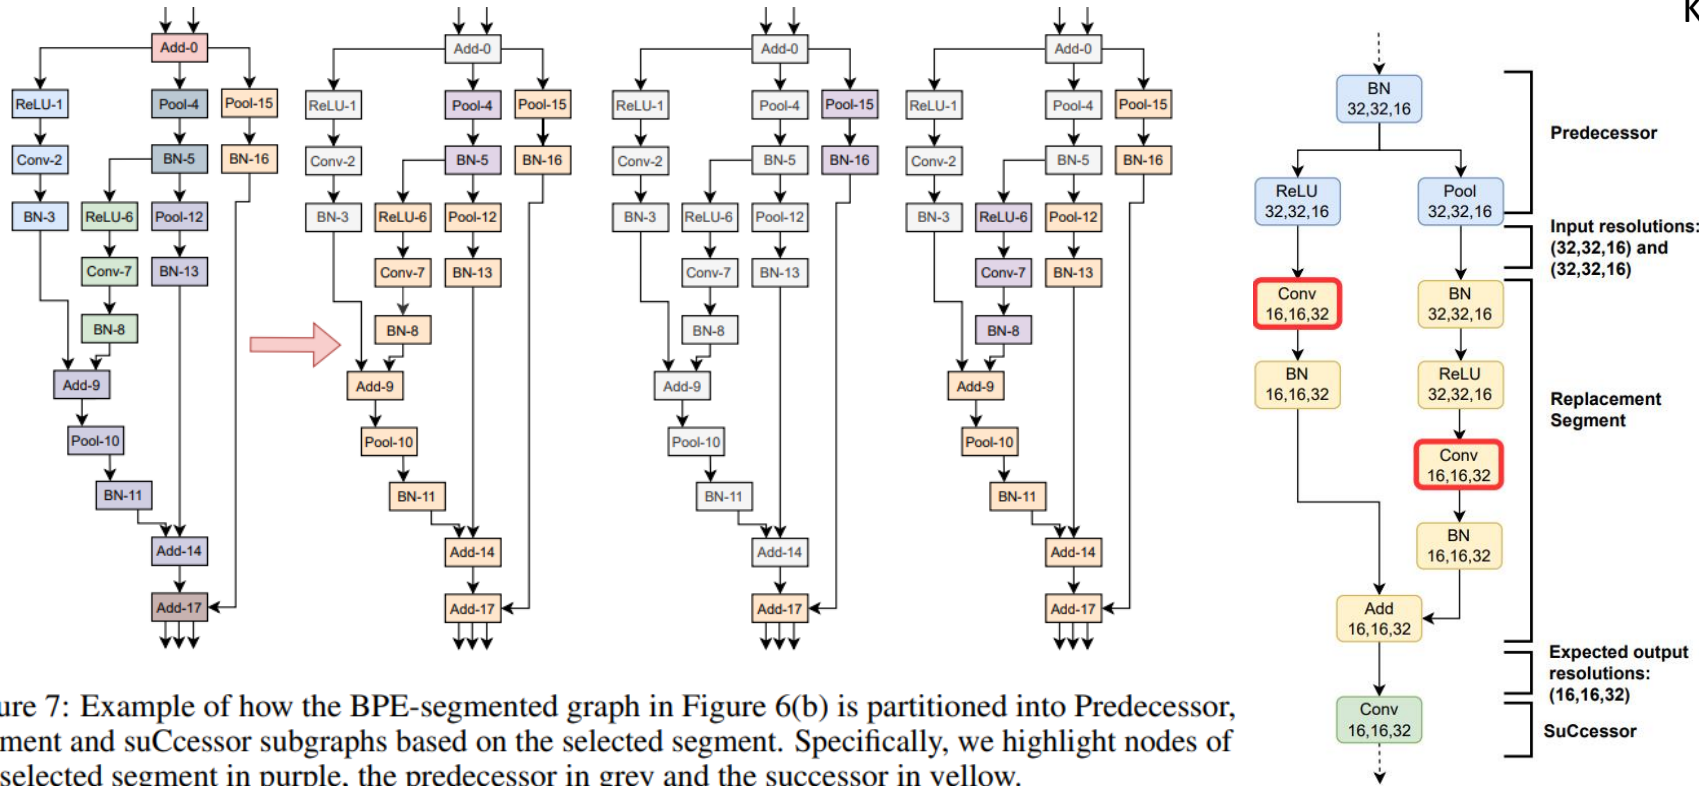 K
Add-0
ReLU-1
Pool-4
Pool-15
Conv-2
BN-5
BN-16
BN-3
ReLU-6
Pool-12
Conv-7
BN-13
BN-8
Add-9
Pool-10
BN-11
Add-14
Add-17
Add-0
ReLU-1
Pool-4
Pool-15
Conv-2
BN-5
BN-16
BN-3
ReLU-6
Pool-12
Conv-7
BN-13
BN-8
Add-9
Pool-10
BN-11
Add-14
Add-17
Add-0
ReLU-1
Pool-4
Pool-15
Conv-2
BN-5
BN-16
BN-3
ReLU-6
Pool-12
Conv-7
BN-13
BN-8
Add-9
Pool-10
BN-11
Add-14
Add-17
Add-0
ReLU-1
Pool-4
Pool-15
Conv-2
BN-5
BN-16
BN-3
ReLU-6
Pool-12
Conv-7
BN-13
BN-8
Add-9
Pool-10
BN-11
Add-14
Add-17
BN
32,32,16
ReLU
32,32,16
Pool
32,32,16
Conv
16,16,32
BN
32,32,16
BN
16,16,32
ReLU
32,32,16
Conv
16,16,32
BN
16,16,32
Add
16,16,32
Conv
16,16,32
Predecessor
Input resolutions:
(32,32,16) and
(32,32,16)
Replacement
Segment
Expected output
resolutions:
(16,16,32)
SuCcessor
ure 7: Example of how the BPE-segmented graph in Figure 6(b) is partitioned into Predecessor,
ment and suCcessor subgraphs based on the selected segment. Specifically, we highlight nodes of
selected segment in purple, the predecessor in grey and the successor in yellow.